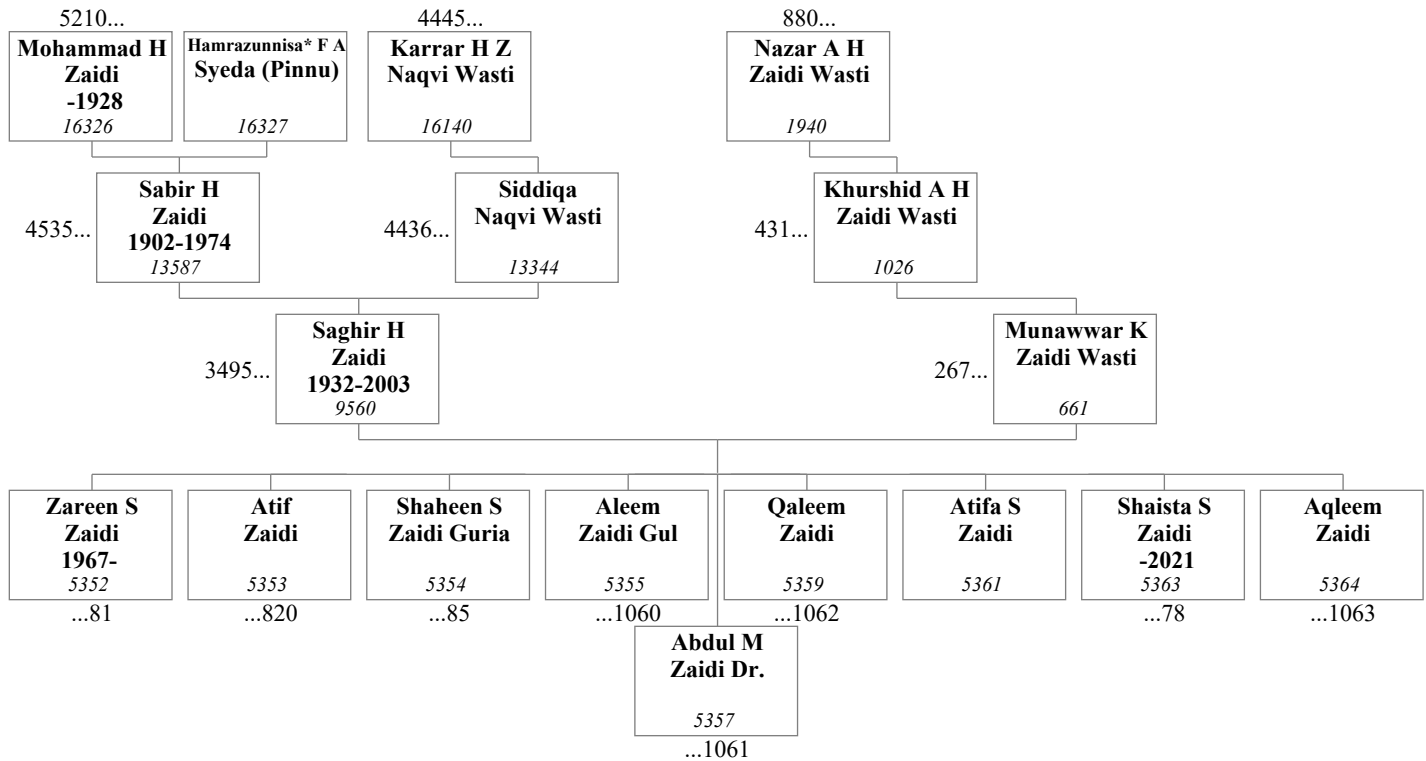 5210...
4445...
880...
Mohammad H
Zaidi
-1928
16326
Hamrazunnisa* F A
Syeda (Pinnu)
16327
Karrar H Z
Naqvi Wasti
16140
Nazar A H
Zaidi Wasti
1940
4535...
Sabir H
Zaidi
1902-1974
13587
4436...
Siddiqa
Naqvi Wasti
13344
431...
Khurshid A H
Zaidi Wasti
1026
3495...
Saghir H
Zaidi
1932-2003
9560
267...
Munawwar K
Zaidi Wasti
661
Zareen S
Zaidi
1967-
5352
...81
Atif
Zaidi
5353
...820
Shaheen S
Zaidi Guria
5354
...85
Aleem
Zaidi Gul
5355
...1060
Qaleem
Zaidi
5359
...1062
Atifa S
Zaidi
5361
Shaista S
Zaidi
-2021
5363
...78
Aqleem
Zaidi
5364
...1063
Abdul M
Zaidi Dr.
5357
...1061